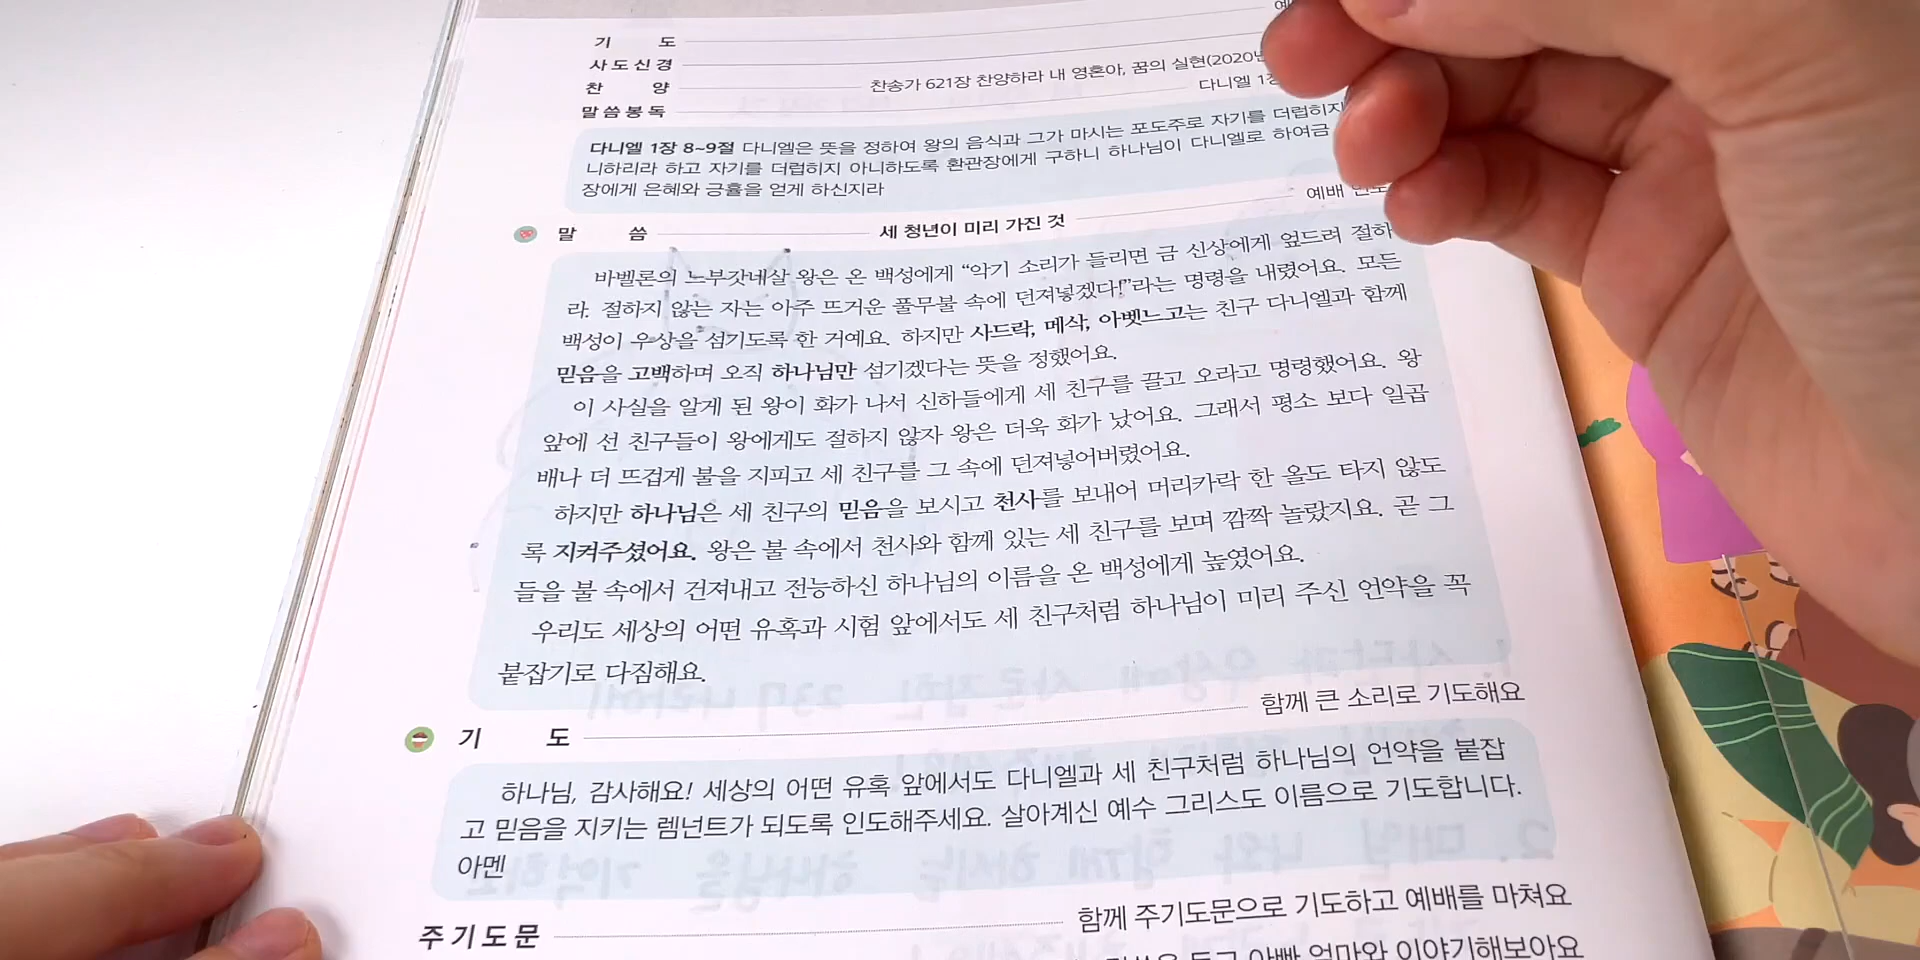 기 도
사도신경
찬 양 찬송가 621장 찬양하라 내 영혼아, 꿈의 실현(2020년
말씀봉독 다니엘 1장
다니엘 1장 8~9절 다니엘은 뜻을 정하여 왕의 음식과 그가 마시는 포도주로 자기를 더럽히지
니하리라 하고 자기를 더럽히지 아니하도록 환관장에게 구하니 하나님이 다니엘로 하여금
장에게 은혜와 긍휼을 얻게 하신지라
말 씀 세 청년이 미리 가진 것 예배
바벨론의 느부갓네살 왕은 온 백성에게 “악기 소리가 들리면 금 신상에게 엎드려 절하
라; 절하지 않는 자는 아주 뜨거운 풀무불 속에 던져넣겠다!”라는 명령을 내렸어요. 모든
백성이 우상을 섬기도록 한 거예요. 하지만 사드락, 메삭, 아벳느고는 친구 다니엘과 함께
믿음을 고백하며 오직 하나님만 섬기겠다는 뜻을 정했어요.
이 사실을 알게 된 왕이 화가 나서 신하들에게 세 친구를 끌고 오라고 명령했어요. 왕
앞에 선 친구들이 왕에게도 절하지 않자 왕은 더욱 화가 났어요. 그래서 평소 보다 일곱
배나 더 뜨겁게 불을 지피고 세 친구를 그 속에 던져넣어버렸어요.
하지만 하나님은 세 친구의 믿음을 보시고 천사를 보내어 머리카락 한 올도 타지 않도
록 지켜주셨어요. 왕은 불 속에서 천사와 함께 있는 세 친구를 보며 깜짝 놀랐지요. 곧 그
들을 불 속에서 건져내고 전능하신 하나님의 이름을 온 백성에게 높였어요.
우리도 세상의 어떤 유혹과 시험 앞에서도 세 친구처럼 하나님이 미리 주신 언약을 꼭
붙잡기로 다짐해요.
기 도 함께 큰 소리로 기도해요
하나님, 감사해요! 세상의 어떤 유혹 앞에서도 다니엘과 세 친구처럼 하나님의 언약을 붙잡
고 믿음을 지키는 렘넌트가 되도록 인도해주세요. 살아계신 예수 그리스도 이름으로 기도합니다.
아멘
주기도문 함께 주기도문으로 기도하고 예배를 마쳐요
아빠 엄마와 이야기해보아요